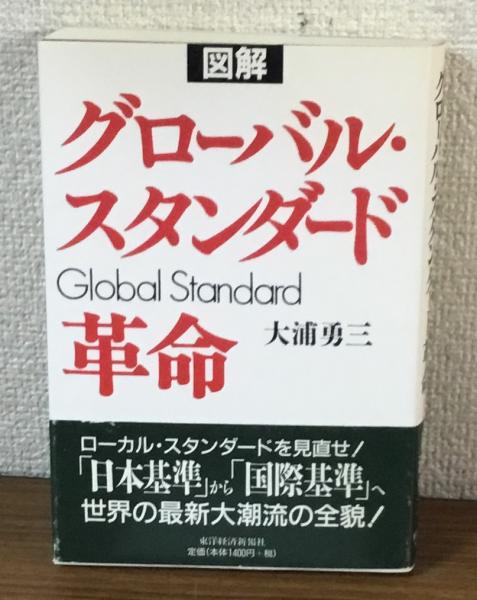 図解
グローバル・
スタンダード
Global Standard
革命
大浦勇三
ローカル・スタンダードを見直せ!
「日本基準」から「国際基準」へ
世界の最新大潮流の全貌!
東洋経済新報社
定価(本体1400円+税)